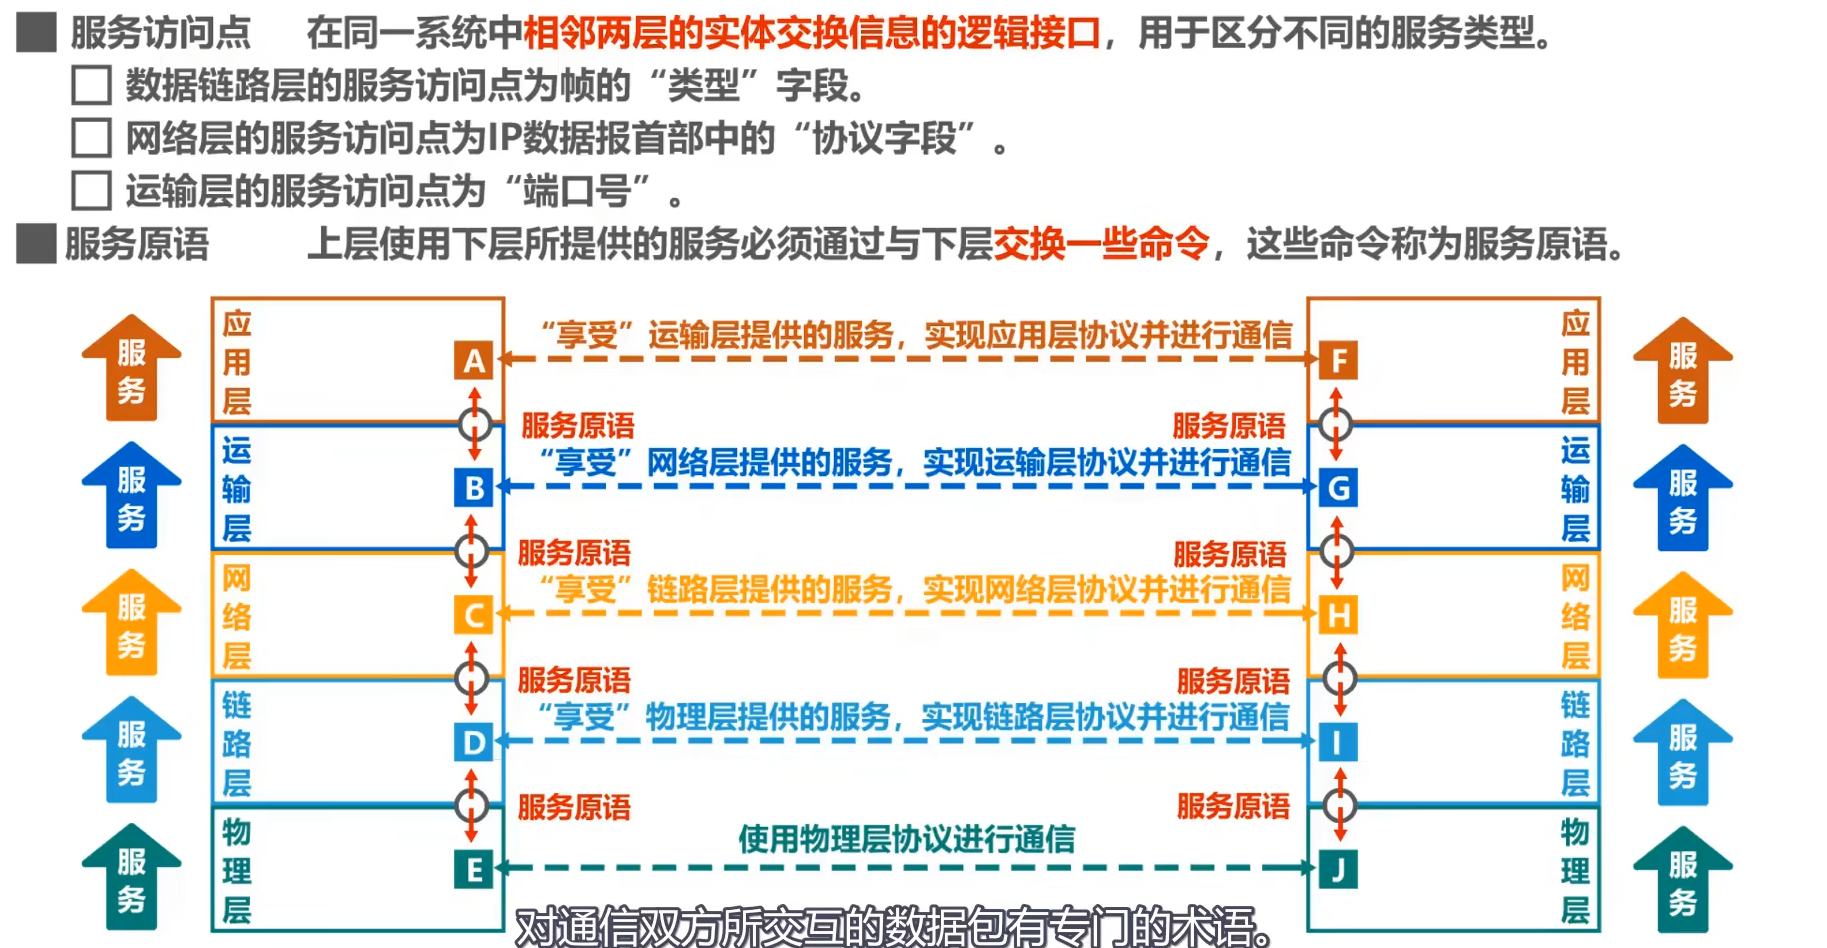 服务访问点 在同一系统中相邻两层的实体交换信息的逻辑接口，用于区分不同的服务类型。
数据链路层的服务访问点为帧的“类型”字段。
网络层的服务访问点为IP数据报首部中的“协议字段”。
运输层的服务访问点为“端口号”。
服务原语 上层使用下层所提供的服务必须通过与下层交换一些命令，这些命令称为服务原语。
服务 应用层 A “享受”运输层提供的服务，实现应用层协议并进行通信 F 应用层 服务
服务原语 服务原语
服务 运输层 B “享受”网络层提供的服务，实现运输层协议并进行通信 G 运输层 服务
服务原语 服务原语
服务 网络层 C “享受”链路层提供的服务，实现网络层协议并进行通信 H 网络层 服务
服务原语 服务原语
服务 链路层 D “享受”物理层提供的服务，实现链路层协议并进行通信 I 链路层 服务
服务原语 服务原语
服务 物理层 E 使用物理层协议进行通信 J 物理层 服务
对通信双方所交互的数据包有专门的术语。